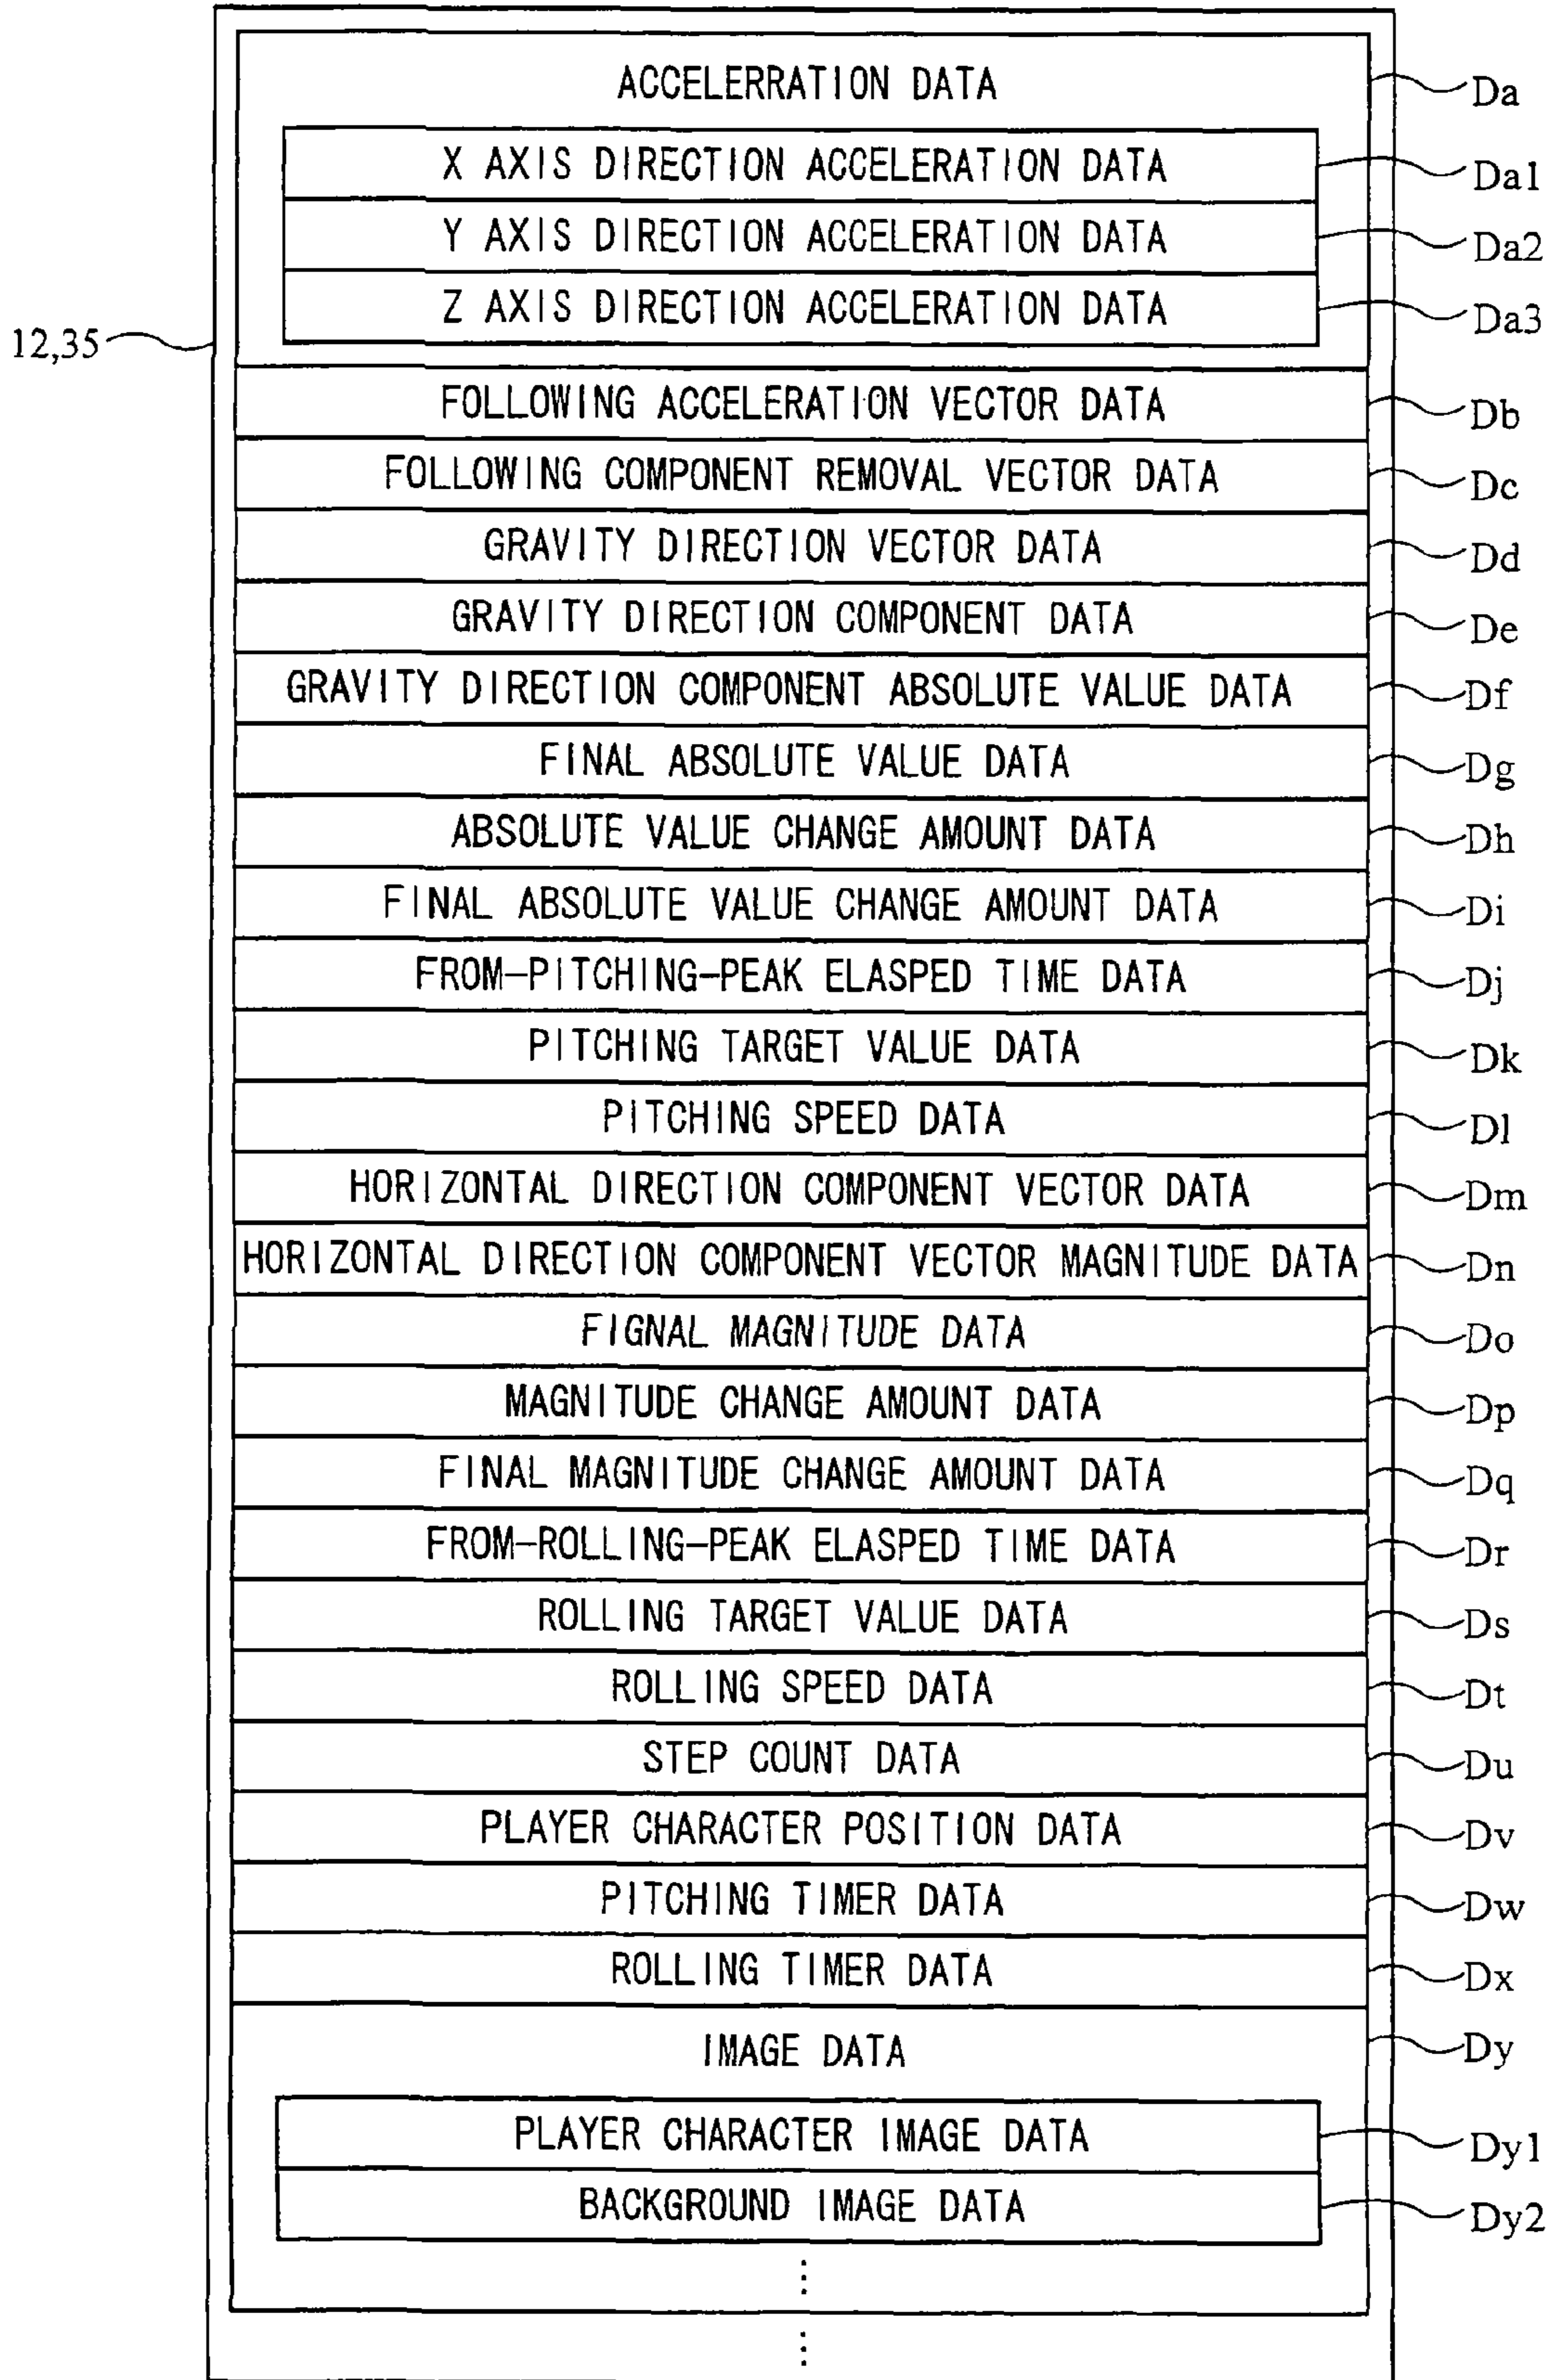 ACCELERRATION DATA Da
X AXIS DIRECTION ACCELERATION DATA Da1
Y AXIS DIRECTION ACCELERATION DATA Da2
Z AXIS DIRECTION ACCELERATION DATA Da3
12,35
FOLLOWING ACCELERATION VECTOR DATA Db
FOLLOWING COMPONENT REMOVAL VECTOR DATA Dc
GRAVITY DIRECTION VECTOR DATA Dd
GRAVITY DIRECTION COMPONENT DATA De
GRAVITY DIRECTION COMPONENT ABSOLUTE VALUE DATA Df
FINAL ABSOLUTE VALUE DATA Dg
ABSOLUTE VALUE CHANGE AMOUNT DATA Dh
FINAL ABSOLUTE VALUE CHANGE AMOUNT DATA Di
FROM-PITCHING-PEAK ELASPED TIME DATA Dj
PITCHING TARGET VALUE DATA Dk
PITCHING SPEED DATA Dl
HORIZONTAL DIRECTION COMPONENT VECTOR DATA Dm
HORIZONTAL DIRECTION COMPONENT VECTOR MAGNITUDE DATA Dn
FIGNAL MAGNITUDE DATA Do
MAGNITUDE CHANGE AMOUNT DATA Dp
FINAL MAGNITUDE CHANGE AMOUNT DATA Dq
FROM-ROLLING-PEAK ELASPED TIME DATA Dr
ROLLING TARGET VALUE DATA Ds
ROLLING SPEED DATA Dt
STEP COUNT DATA Du
PLAYER CHARACTER POSITION DATA Dv
PITCHING TIMER DATA Dw
ROLLING TIMER DATA Dx
IMAGE DATA Dy
PLAYER CHARACTER IMAGE DATA Dy1
BACKGROUND IMAGE DATA Dy2